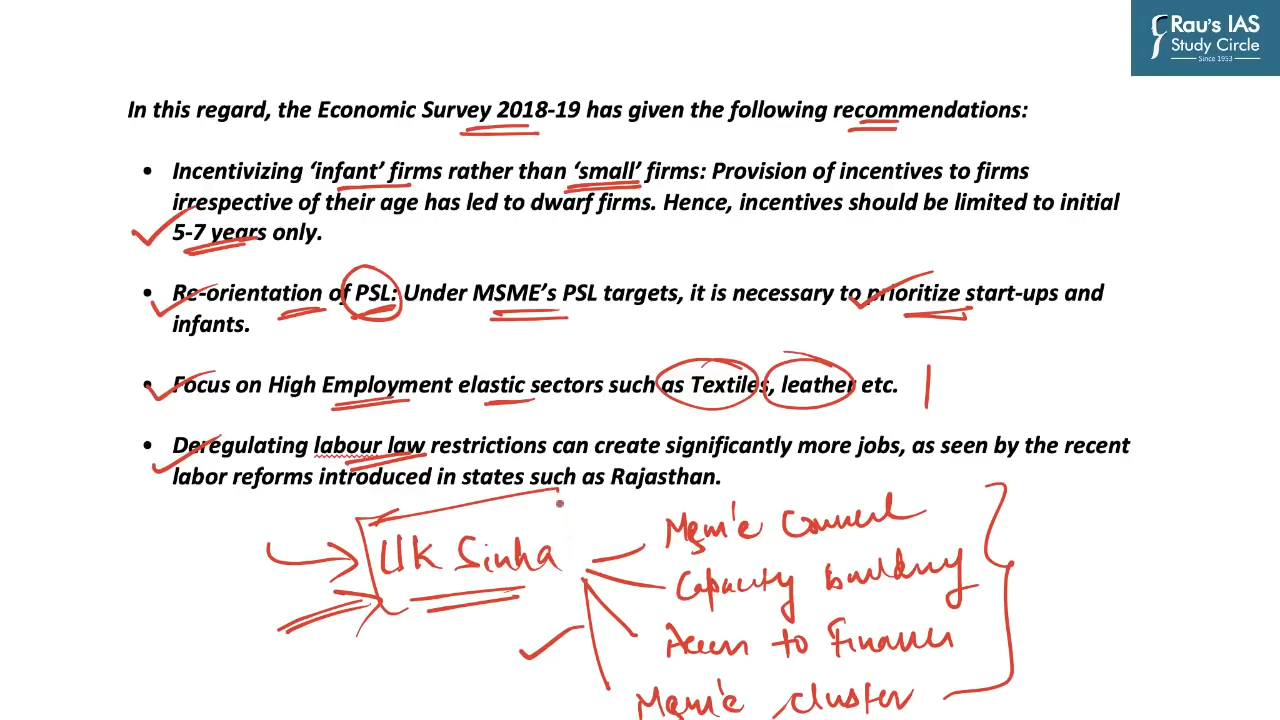 Rau's IAS
Study Circle
Since 1953
In this regard, the Economic Survey 2018-19 has given the following recommendations:
• Incentivizing ‘infant’ firms rather than ‘small’ firms: Provision of incentives to firms
irrespective of their age has led to dwarf firms. Hence, incentives should be limited to initial
5-7 years only.
• Re-orientation of PSL: Under MSME’s PSL targets, it is necessary to prioritize start-ups and
infants.
• Focus on High Employment elastic sectors such as Textiles, leather etc.
• Deregulating labour law restrictions can create significantly more jobs, as seen by the recent
labor reforms introduced in states such as Rajasthan.
UK Sinha
Capacity building
Access to Finance
cluster